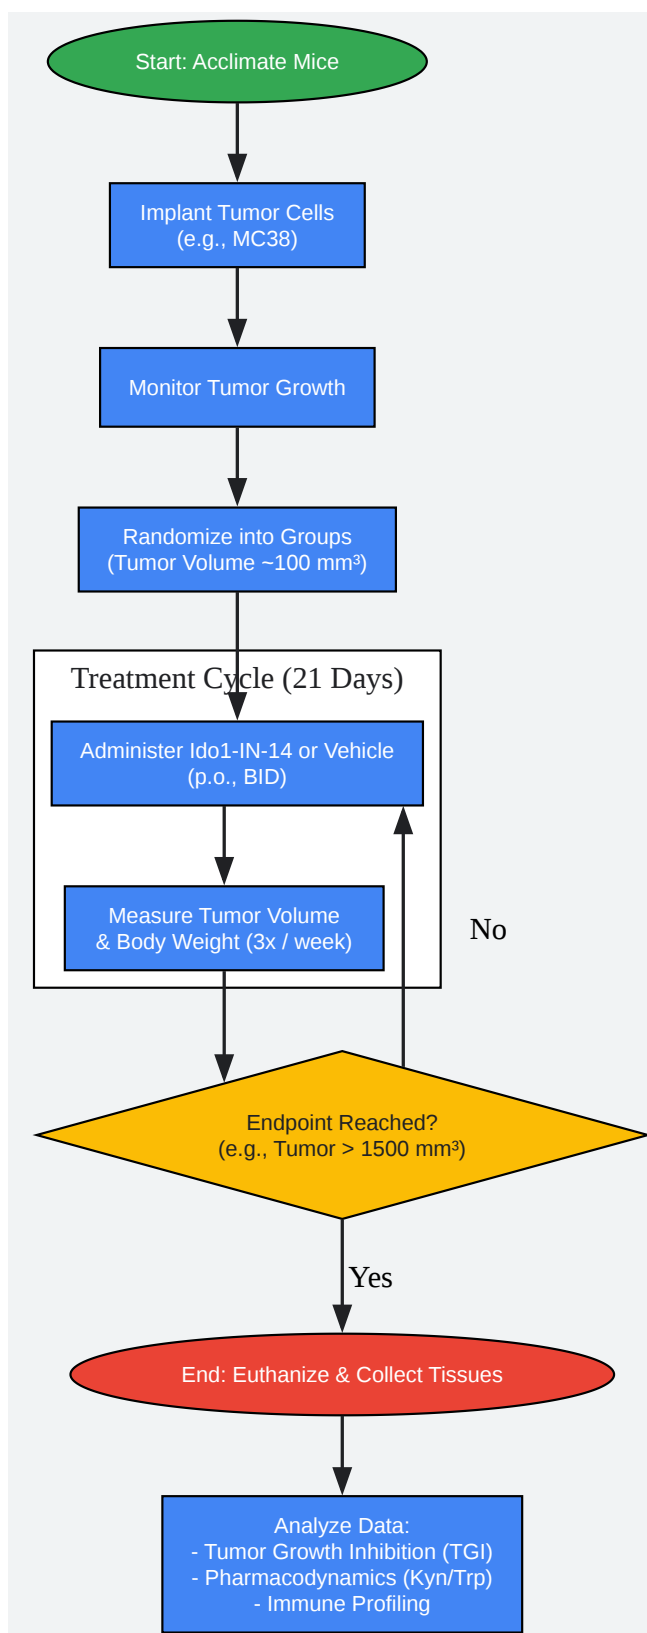 Start: Acclimate Mice
Implant Tumor Cells
(e.g., MC38)
Monitor Tumor Growth
Randomize into Groups
(Tumor Volume ~100 mm³)
Treatment Cycle (21 Days)
Administer Ido1-IN-14 or Vehicle
(p.o., BID)
Measure Tumor Volume
& Body Weight (3x / week)
No
Endpoint Reached?
(e.g., Tumor > 1500 mm³)
Yes
End: Euthanize & Collect Tissues
Analyze Data:
- Tumor Growth Inhibition (TGI)
- Pharmacodynamics (Kyn/Trp)
- Immune Profiling